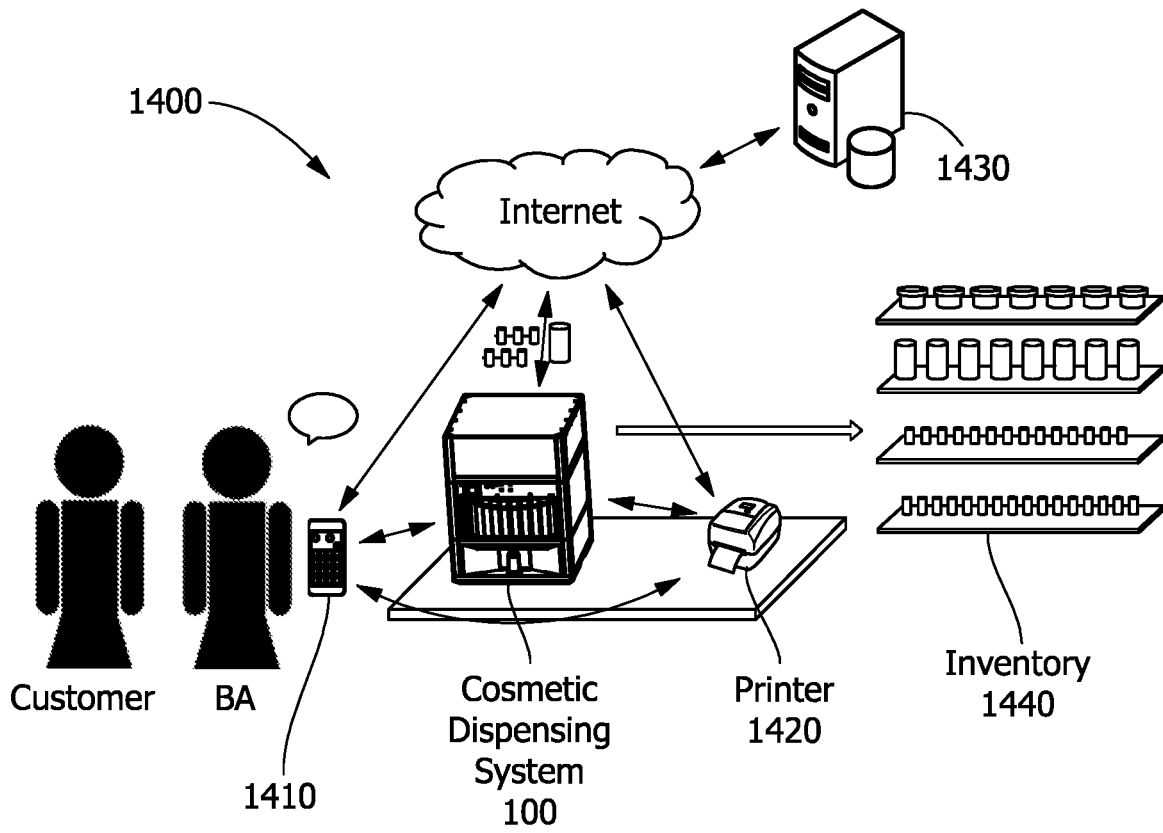 1400
1430
Internet
Customer
BA
1410
Cosmetic
Dispensing
System
100
Printer
1420
Inventory
1440